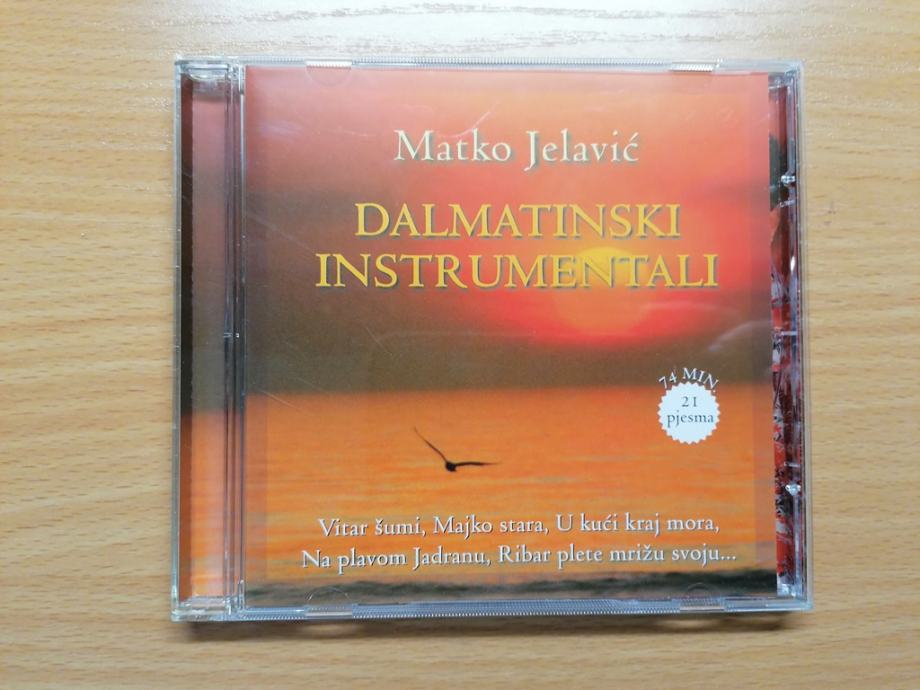 Matko Jelavić
DALMATINSKI
INSTRUMENTALI
74 MIN.
21
pjesma
Vitar šumi, Majko stara, U kući kraj mora,
Na plavom Jadranu, Ribar plete mrižu svoju...